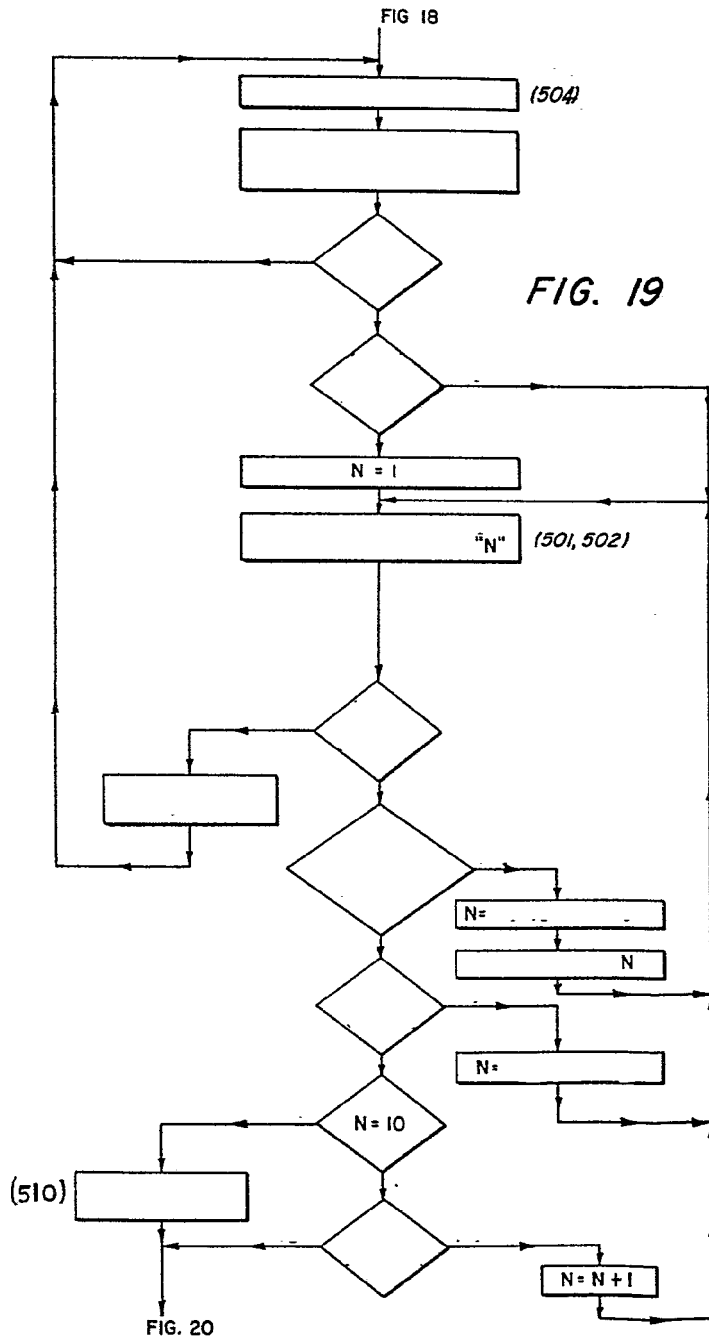 FIG 18
(504)
FIG. 19
N = 1
"N"
(501, 502)
N=
N
N=
N = 10
(510)
N = N + 1
FIG. 20